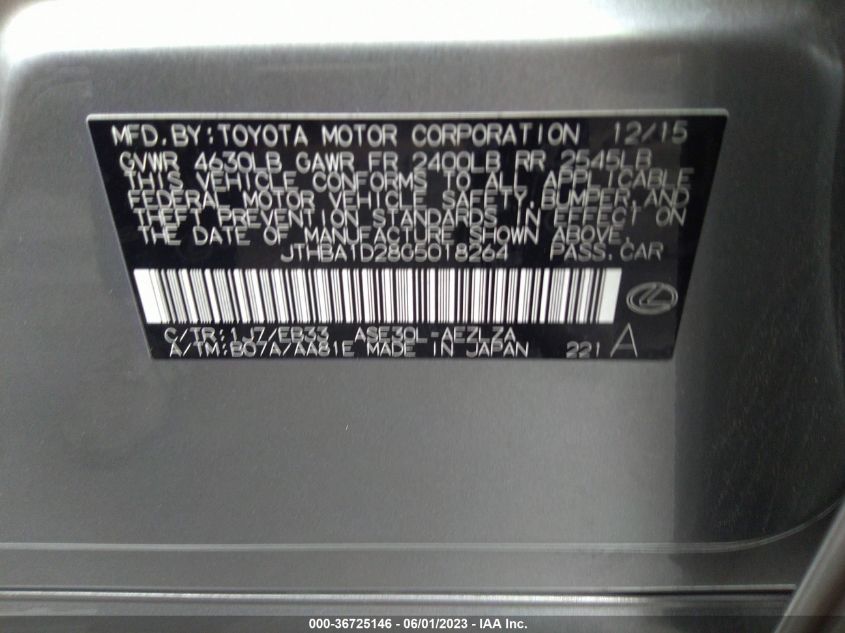 MFD.BY:TOYOTA MOTOR CORPORATION 12/15
GVWR 4630LB GAWR FR 2400LB RR 2545LB
THIS VEHICLE CONFORMS TO ALL APPLICABLE
FEDERAL MOTOR VEHICLE SAFETY,BUMPER,AND
THEFT PREVENTION STANDARDS IN EFFECT ON
THE DATE OF MANUFACTURE SHOWN ABOVE.
JTHBA1D28G5018264 PASS.CAR
C/TR:1J7/EB33 ASE30L-AEZLZA
A/TM:B07A/AA81E MADE IN JAPAN 221 A
000-36725146 - 06/01/2023 - IAA Inc.